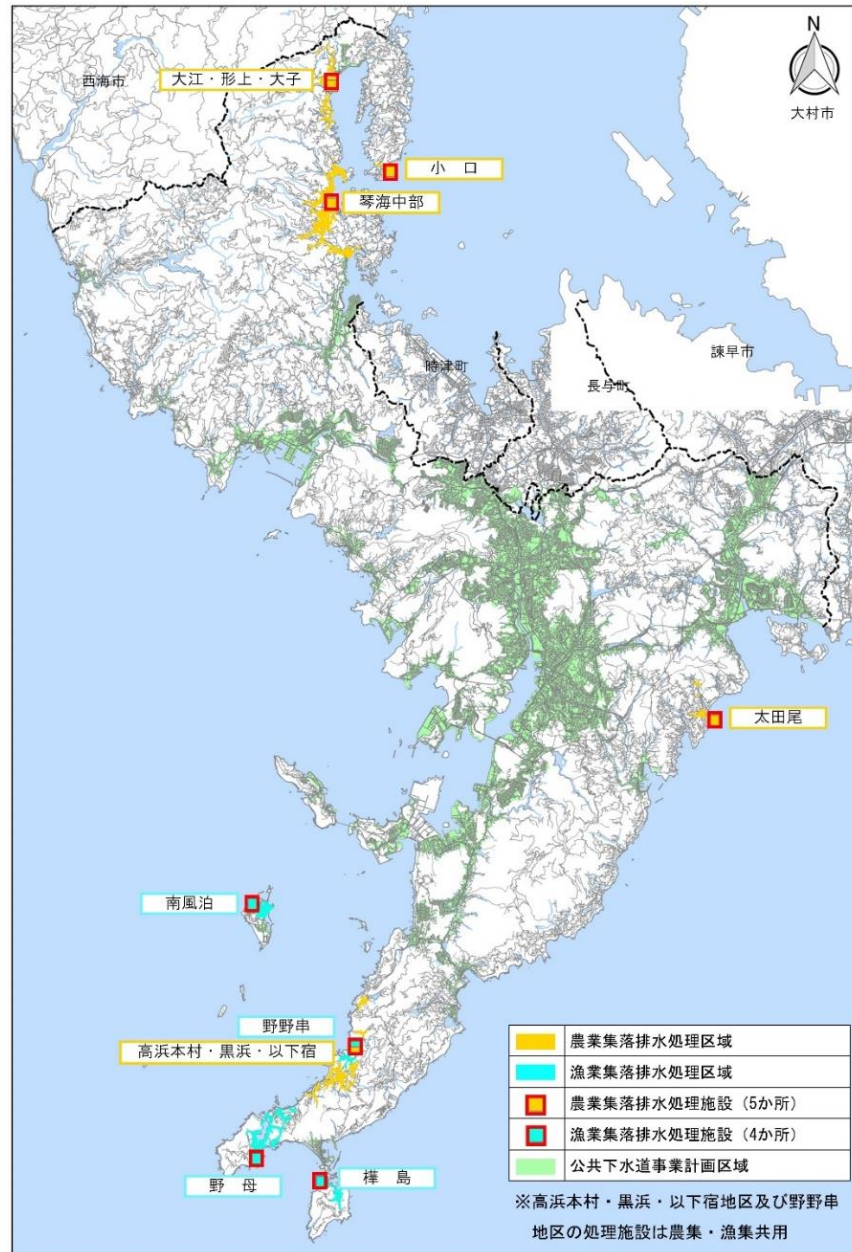 N
大村市
西海市
大江・形上・大子
小 口
琴海中部
時津町
長与町
諫早市
太田尾
南風泊
野野串
高浜本村・黒浜・以下宿
野 母
樺 島
農業集落排水処理区域
漁業集落排水処理区域
農業集落排水処理施設（5か所）
漁業集落排水処理施設（4か所）
公共下水道事業計画区域
※高浜本村・黒浜・以下宿地区及び野野串
地区の処理施設は農集・漁集共用